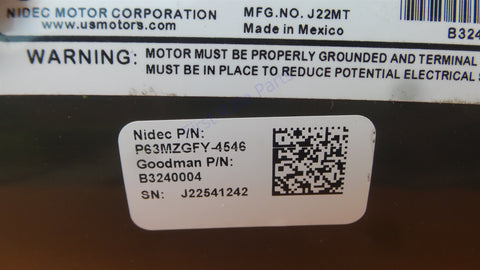 NIDEC MOTOR CORPORATION
www.usmotors.com
MFG.NO. J22MT
Made in Mexico
B324
WARNING: MOTOR MUST BE PROPERLY GROUNDED AND TERMINAL
MUST BE IN PLACE TO REDUCE POTENTIAL ELECTRICAL
Nidec P/N:
P63MZGFY-4546
Goodman P/N:
B3240004
SN: J22541242